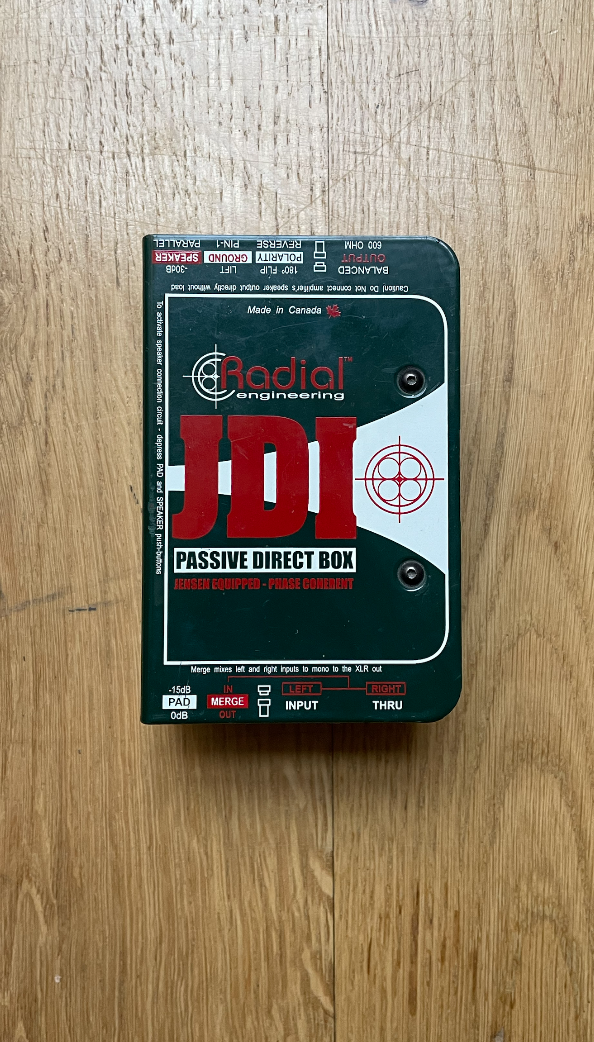 BALANCED 180° FLIP LIFT -30dB
OUTPUT POLARITY GROUND SPEAKER
600 OHM REVERSE PIN-1 PARALLEL
Caution! Do Not connect amplifier's speaker output directly without load
To activate speaker connection circuit - depress PAD and SPEAKER push-buttons
Made in Canada
Radial™
engineering
JDI
PASSIVE DIRECT BOX
JENSEN EQUIPPED - PHASE COHERENT
Merge mixes left and right inputs to mono to the XLR out
-15dB IN LEFT RIGHT
PAD MERGE INPUT THRU
0dB OUT